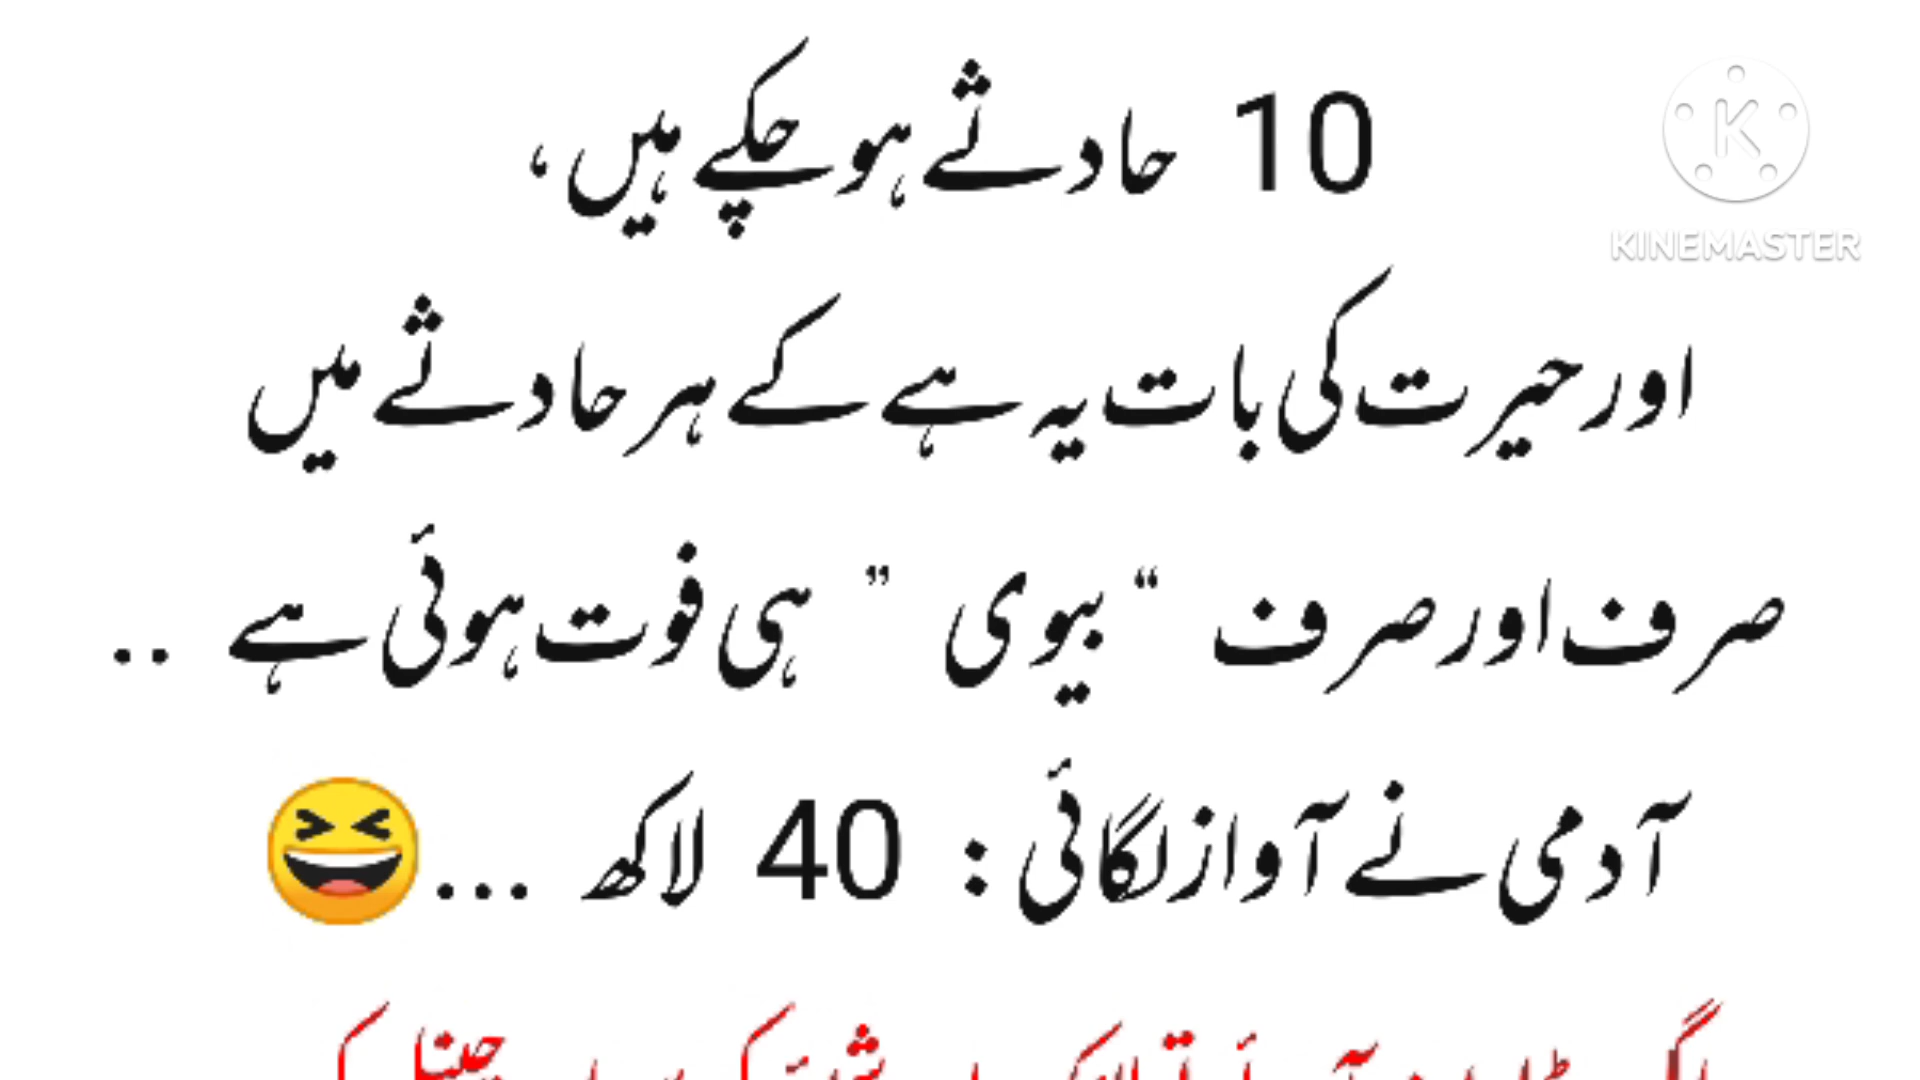 10 حادثے ہو چکے ہیں،
KINEMASTER
اور حیرت کی بات یہ ہے کے ہر حادثے میں
صرف اور صرف “بیوی ” ہی فوت ہوئی ہے ..
آدمی نے آواز لگائی : 40 لاکھ ...😆